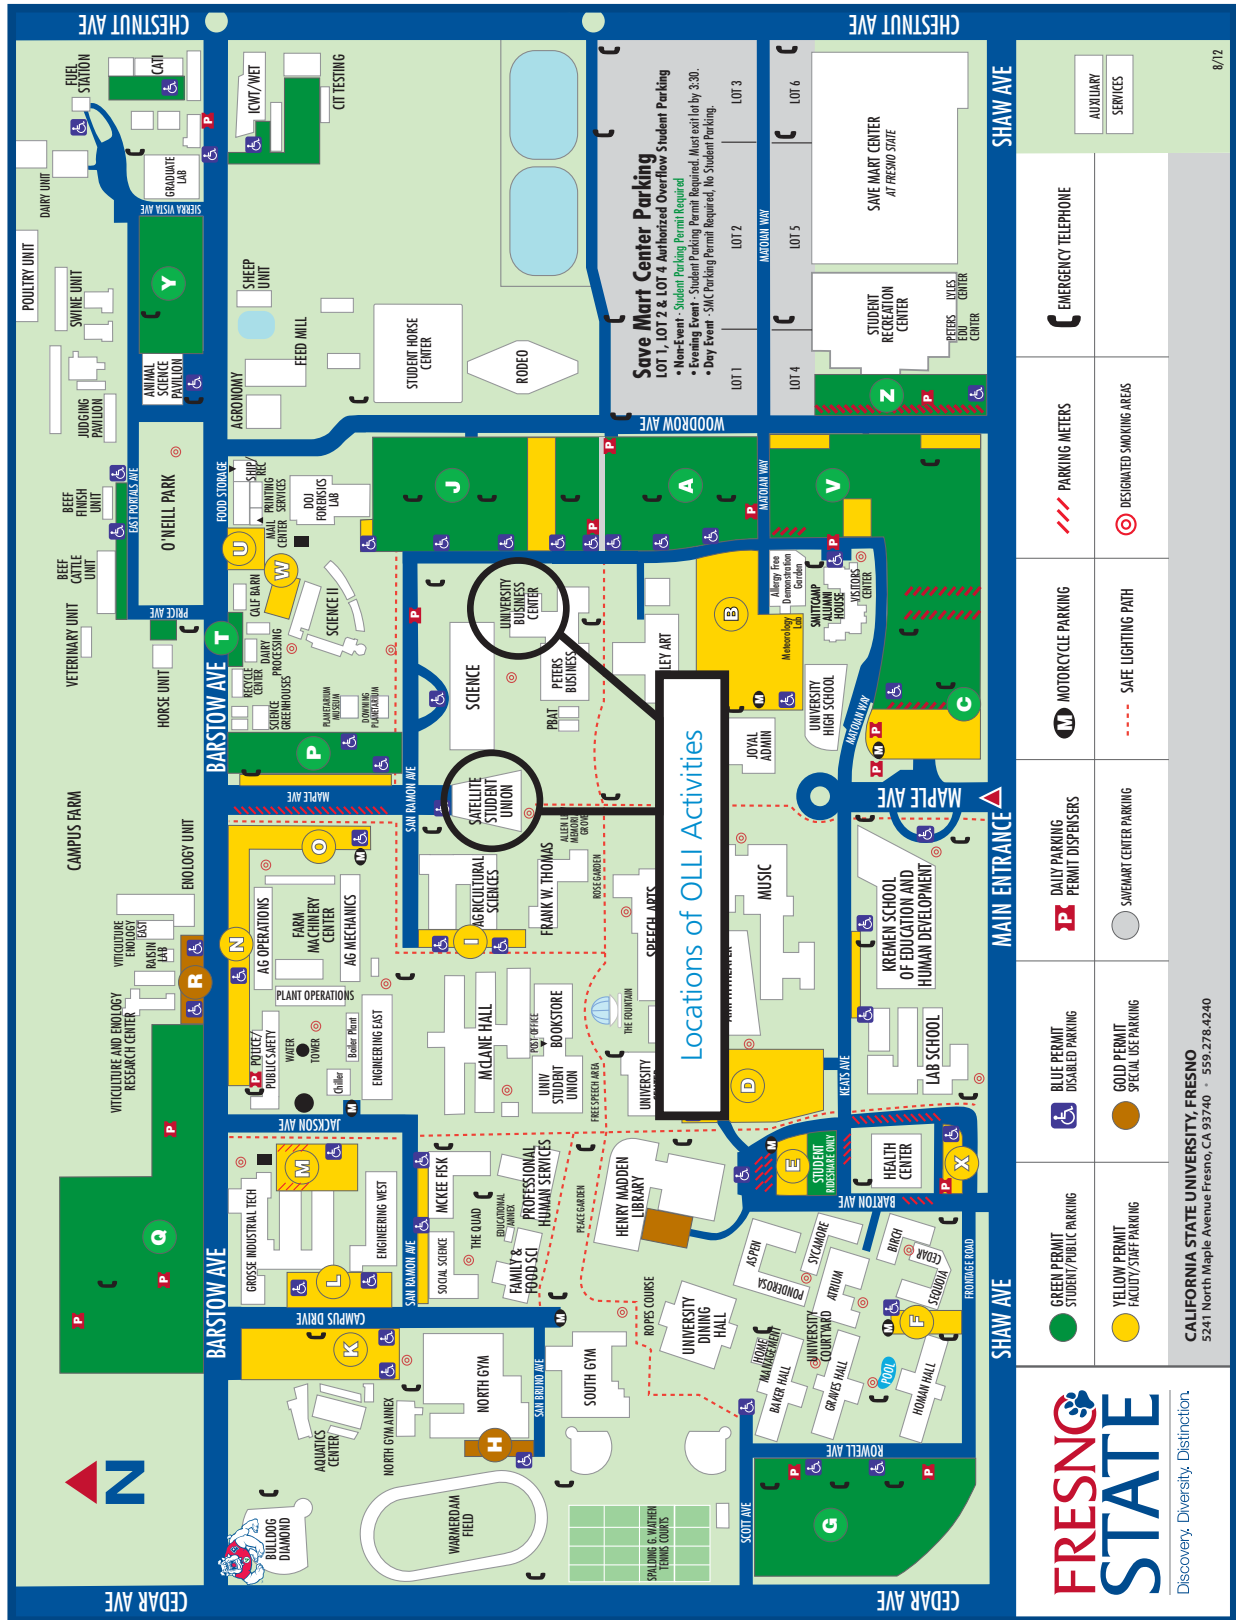 CHESTNUT AVE
CHESTNUT AVE
CEDAR AVE
CEDAR AVE
BARSTOW AVE
BARSTOW AVE
SHAW AVE
SHAW AVE
N
BULLDOG
DIAMOND
WARMERDAM
FIELD
SPALDING G. WATHEN
TENNIS COURTS
SCOTT AVE
G
ROWELL AVE
AQUATICS
CENTER
NORTH GYM ANNEX
NORTH GYM
H
SAN BRUNO AVE
SOUTH GYM
K
CAMPUS DRIVE
ROPES COURSE
UNIVERSITY
DINING
HALL
HOME
MANAGEMENT
BAKER HALL
GRAVES HALL
UNIVERSITY
COURTYARD
POOL
HOMAN HALL
F
SEQUOIA
CEDAR
BIRCH
ATRIUM
SYCAMORE
PONDEROSA
ASPEN
FRONTAGE ROAD
BARTON AVE
Q
GROSSE INDUSTRIAL TECH
L
M
ENGINEERING WEST
SAN RAMON AVE
SOCIAL SCIENCE
MCKEE FISK
THE QUAD
EDUCATIONAL
ANNEX
FAMILY &
FOOD SCI
PROFESSIONAL
HUMAN SERVICES
PEACE GARDEN
HENRY MADDEN
LIBRARY
E
STUDENT
RIDESHARE ONLY
HEALTH
CENTER
X
JACKSON AVE
POLICE/
PUBLIC SAFETY
WATER
TOWER
Chiller
Boiler Plant
ENGINEERING EAST
PLANT OPERATIONS
McLANE HALL
UNIV
STUDENT
UNION
POST OFFICE
BOOKSTORE
FREE SPEECH AREA
THE FOUNTAIN
UNIVERSITY
D
KEATS AVE
LAB SCHOOL
KREMEN SCHOOL
OF EDUCATION AND
HUMAN DEVELOPMENT
VITICULTURE AND ENOLOGY
RESEARCH CENTER
VITICULTURE
ENOLOGY
EAST
RAISIN
LAB
R
ENOLOGY UNIT
CAMPUS FARM
N
AG OPERATIONS
FARM
MACHINERY
CENTER
AG MECHANICS
O
I
AGRICULTURAL
SCIENCES
FRANK W. THOMAS
ROSE GARDEN
SPEECH ARTS
MUSIC
MAPLE AVE
SAN RAMON AVE
SATELLITE
STUDENT
UNION
Locations of OLLI Activities
MAPLE AVE
MAIN ENTRANCE
P
PLANETARIUM
MUSEUM
DOWNING
PLANETARIUM
RECYCLE
CENTER
SCIENCE
GREENHOUSES
DAIRY
PROCESSING
CALF BARN
T
U
W
SCIENCE II
SCIENCE
PBAT
PETERS
BUSINESS
UNIVERSITY
BUSINESS
CENTER
LEY ART
JOYAL
ADMIN
B
UNIVERSITY
HIGH SCHOOL
Meteorology
Lab
Allergy Free
Demonstration
Garden
SMITTCAMP
ALUMNI
HOUSE
VISITORS
CENTER
MATOIAN WAY
C
HORSE UNIT
VETERINARY UNIT
PRICE AVE
BEEF
CATTLE
UNIT
BEEF
FINISH
UNIT
EAST PORTALS AVE
O'NEILL PARK
FOOD STORAGE
SHIP/
REC
PRINTING
SERVICES
MAIL
CENTER
DOJ
FORENSICS
LAB
J
A
V
MATOIAN WAY
WOODROW AVE
JUDGING
PAVILION
ANIMAL
SCIENCE
PAVILION
SWINE UNIT
POULTRY UNIT
Y
SIERRA VISTA AVE
DAIRY UNIT
GRADUATE
LAB
FUEL
STATION
CATI
ICWT/WET
CIT TESTING
AGRONOMY
FEED MILL
SHEEP
UNIT
STUDENT HORSE
CENTER
RODEO
Save Mart Center Parking
LOT 1, LOT 2 & LOT 4 Authorized Overflow Student Parking
• Non-Event - Student Parking Permit Required
• Evening Event - Student Parking Permit Required. Must exit lot by 3:30.
• Day Event - SMC Parking Permit Required, No Student Parking.
LOT 1
LOT 2
LOT 3
MATOIAN WAY
LOT 4
LOT 5
LOT 6
Z
STUDENT
RECREATION
CENTER
PETERS
EDU
CENTER
LYLES
CENTER
SAVE MART CENTER
AT FRESNO STATE
FRESNO
STATE
Discovery. Diversity. Distinction.
GREEN PERMIT
STUDENT/PUBLIC PARKING
YELLOW PERMIT
FACULTY/STAFF PARKING
BLUE PERMIT
DISABLED PARKING
GOLD PERMIT
SPECIAL USE PARKING
DAILY PARKING
PERMIT DISPENSERS
SAVEMART CENTER PARKING
M MOTORCYCLE PARKING
SAFE LIGHTING PATH
PARKING METERS
DESIGNATED SMOKING AREAS
EMERGENCY TELEPHONE
AUXILIARY
SERVICES
8/12
CALIFORNIA STATE UNIVERSITY, FRESNO
5241 North Maple Avenue Fresno, CA 93740 • 559.278.4240